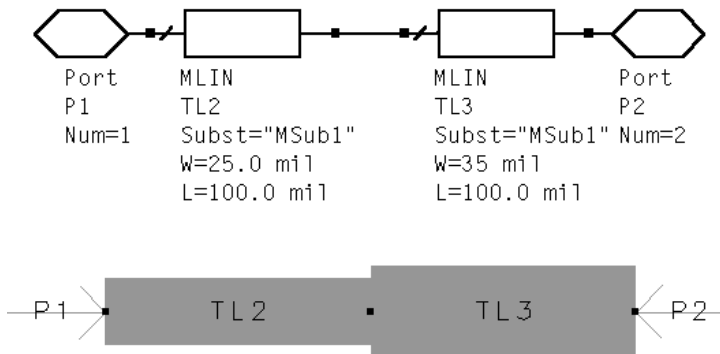 Port MLIN MLIN Port
P1 TL2 TL3 P2
Num=1 Subst="MSub1" Subst="MSub1" Num=2
W=25.0 mil W=35 mil
L=100.0 mil L=100.0 mil
P1 TL2 TL3 P2